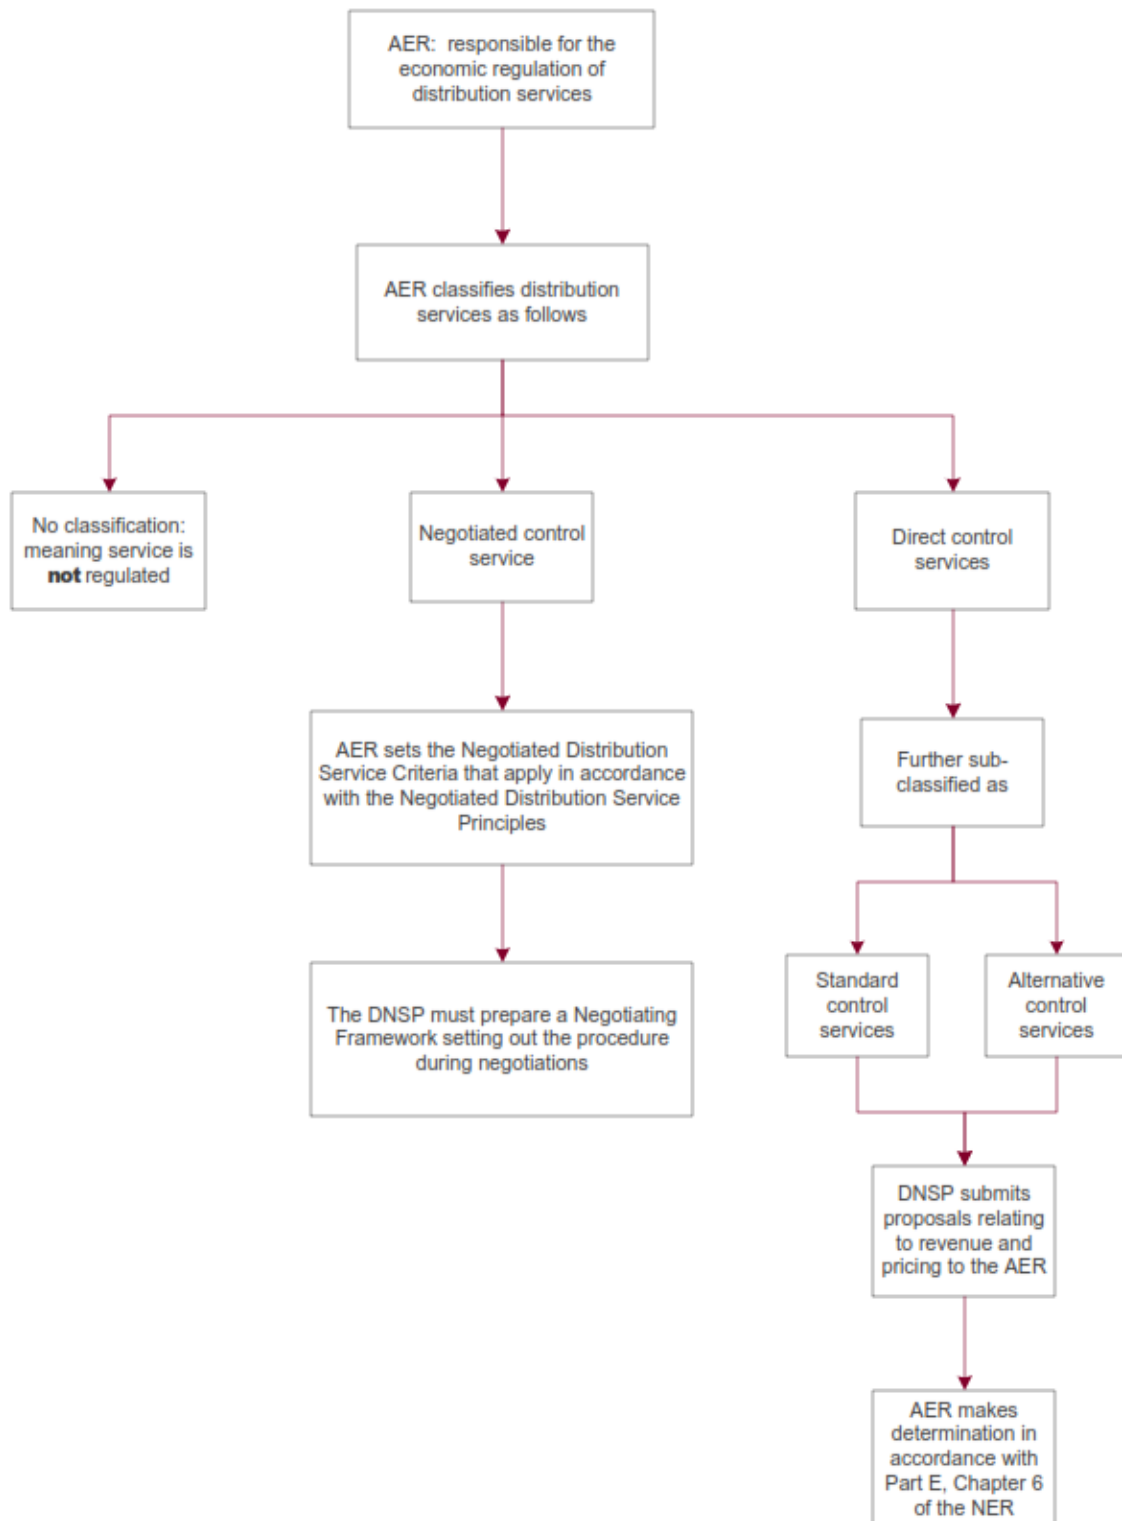 AER:  responsible for the
economic regulation of
distribution services
AER classifies distribution
services as follows
No classification:
meaning service is
not regulated
Negotiated control
service
Direct control
services
AER sets the Negotiated Distribution
Service Criteria that apply in accordance
with the Negotiated Distribution Service
Principles
Further sub-
classified as
The DNSP must prepare a Negotiating
Framework setting out the procedure
during negotiations
Standard
control
services
Alternative
control
services
DNSP submits
proposals relating
to revenue and
pricing to the AER
AER makes
determination in
accordance with
Part E, Chapter 6
of the NER